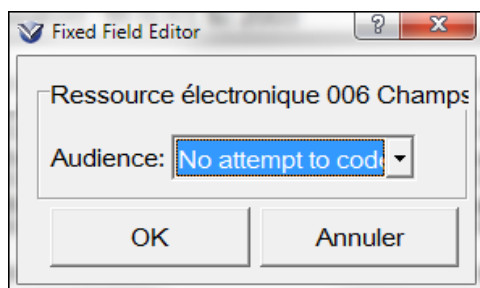 Fixed Field Editor
Ressource électronique 006 Champs
Audience: No attempt to code
OK Annuler